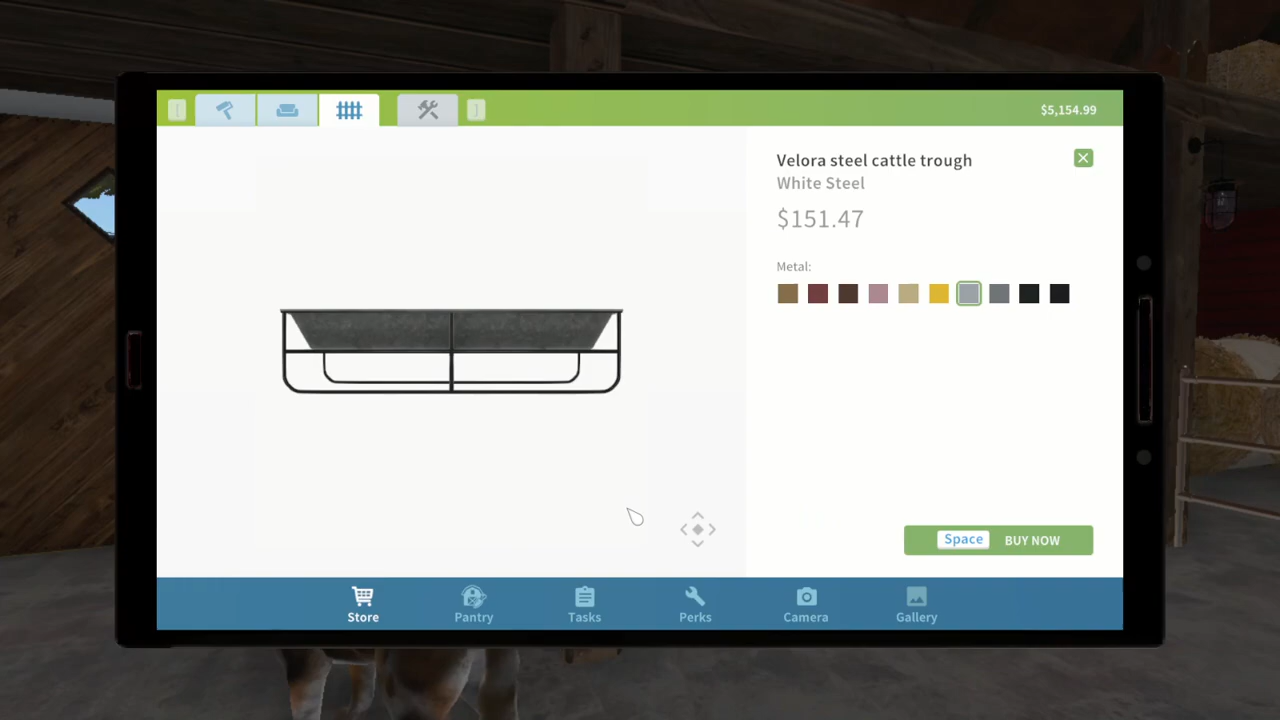 $5,154.99
Velora steel cattle trough
White Steel
$151.47
Metal:
Space BUY NOW
Store
Pantry
Tasks
Perks
Camera
Gallery